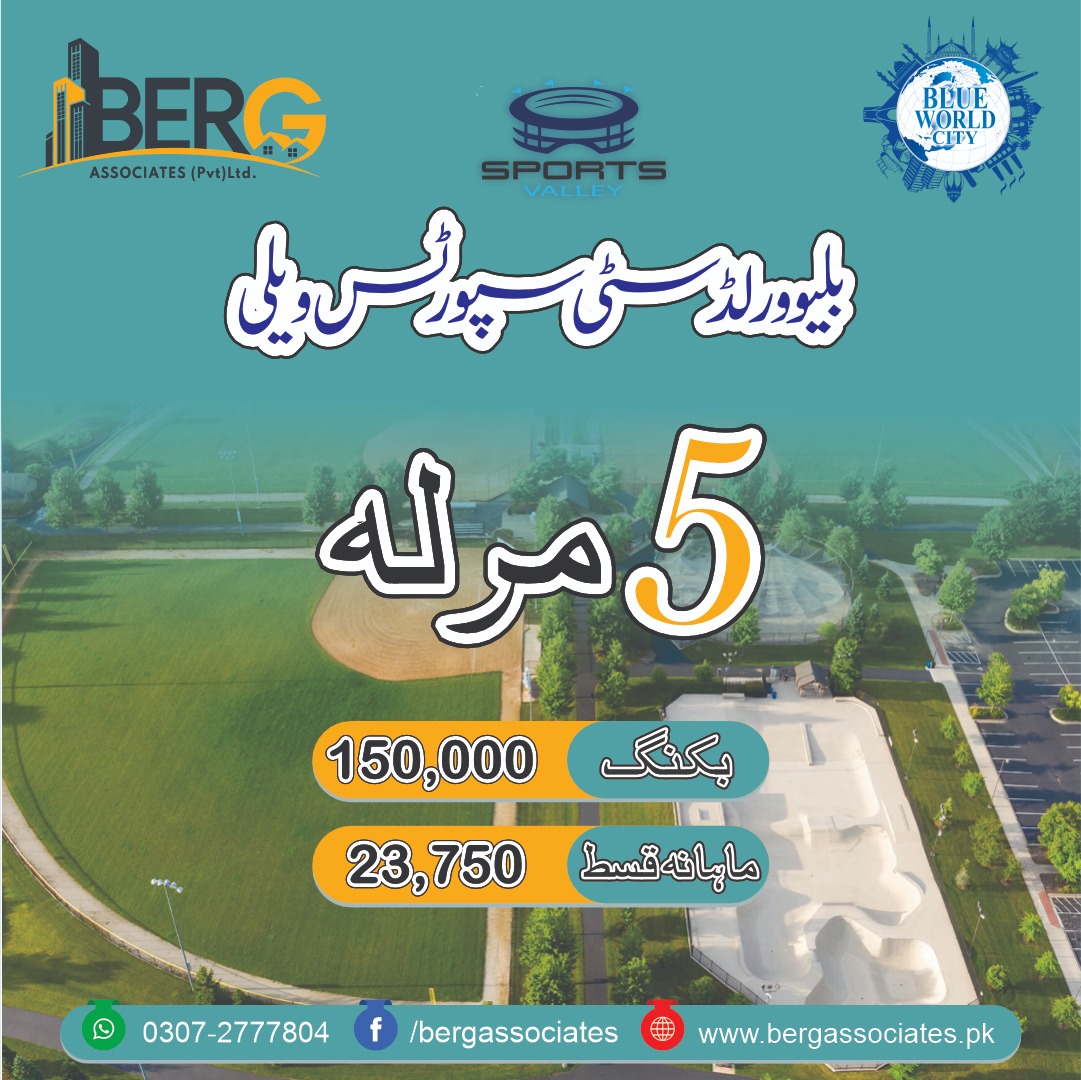 BERG
ASSOCIATES (Pvt)Ltd.
SPORTS
VALLEY
BLUE
WORLD
CITY
بلیو ورلڈ سٹی سپورٹس ویلی
5 مرلہ
بکنگ 150,000
ماہانہ قسط 23,750
0307-2777804 /bergassociates www.bergassociates.pk